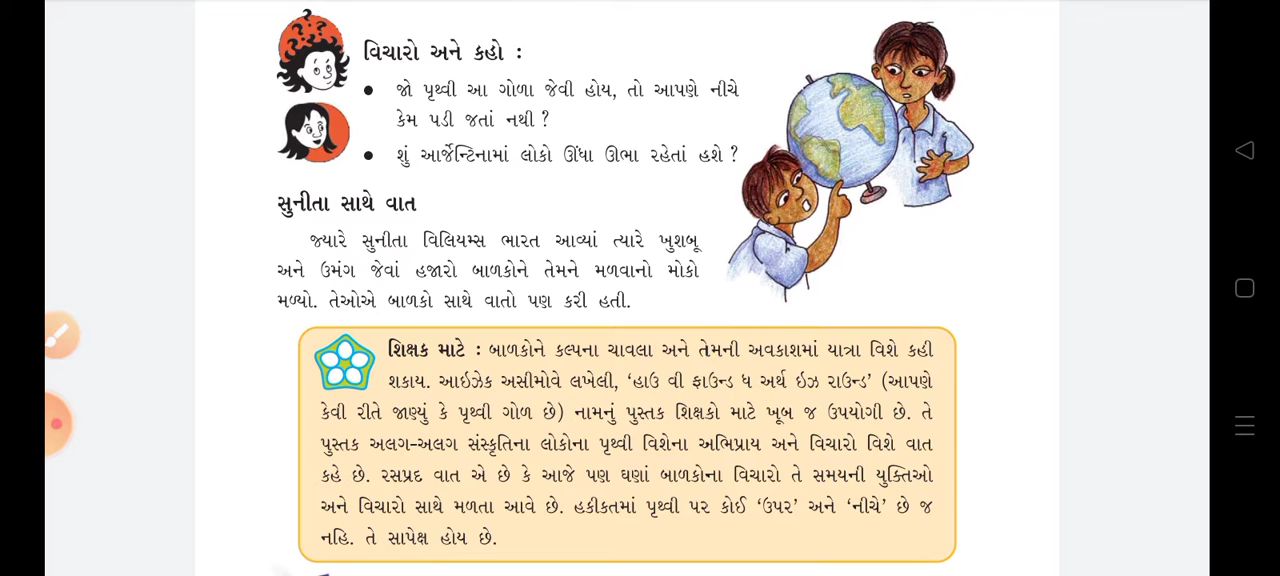 વિચારો અને કહો :
• જો પૃથ્વી આ ગોળા જેવી હોય, તો આપણે નીચે
કેમ પડી જતાં નથી ?
• શું આર્જેન્ટિનામાં લોકો ઊંધા ઊભા રહેતાં હશે ?
સુનીતા સાથે વાત
જ્યારે સુનીતા વિલિયમ્સ ભારત આવ્યાં ત્યારે ખુશબૂ
અને ઉમંગ જેવાં હજારો બાળકોને તેમને મળવાનો મોકો
મળ્યો. તેઓએ બાળકો સાથે વાતો પણ કરી હતી.
શિક્ષક માટે : બાળકોને કલ્પના ચાવલા અને તેમની અવકાશમાં યાત્રા વિશે કહી
શકાય. આઇઝેક અસીમોવે લખેલી, ‘હાઉ વી ફાઉન્ડ ધ અર્થ ઇઝ રાઉન્ડ’ (આપણે
કેવી રીતે જાણ્યું કે પૃથ્વી ગોળ છે) નામનું પુસ્તક શિક્ષકો માટે ખૂબ જ ઉપયોગી છે. તે
પુસ્તક અલગ-અલગ સંસ્કૃતિના લોકોના પૃથ્વી વિશેના અભિપ્રાય અને વિચારો વિશે વાત
કહે છે. રસપ્રદ વાત એ છે કે આજે પણ ઘણાં બાળકોના વિચારો તે સમયની યુક્તિઓ
અને વિચારો સાથે મળતા આવે છે. હકીકતમાં પૃથ્વી પર કોઈ ‘ઉપર’ અને ‘નીચે’ છે જ
નહિ. તે સાપેક્ષ હોય છે.